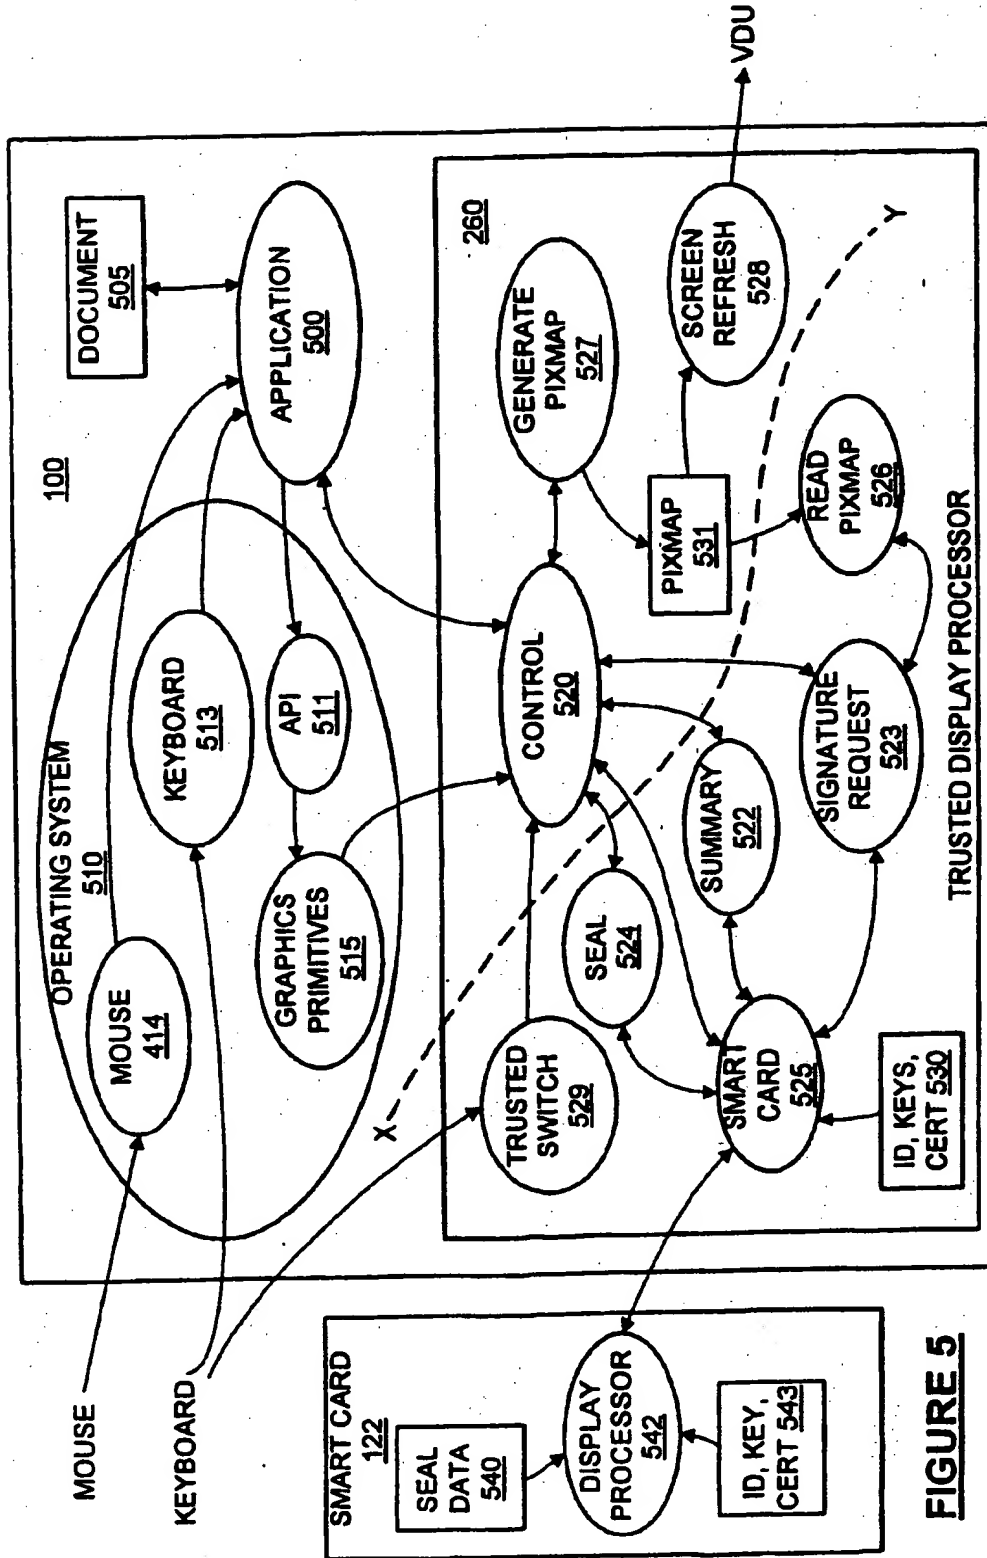 MOUSE
KEYBOARD
100
OPERATING SYSTEM
510
MOUSE
414
KEYBOARD
513
GRAPHICS
PRIMITIVES
515
API
511
APPLICATION
500
DOCUMENT
505
X
260
TRUSTED
SWITCH
529
CONTROL
520
GENERATE
PIXMAP
527
SEAL
524
PIXMAP
531
SCREEN
REFRESH
528
VDU
Y
SUMMARY
522
READ
PIXMAP
526
SMART
CARD
525
SIGNATURE
REQUEST
523
ID, KEYS,
CERT 530
TRUSTED DISPLAY PROCESSOR
SMART CARD
122
SEAL
DATA
540
DISPLAY
PROCESSOR
542
ID, KEY,
CERT 543
FIGURE 5